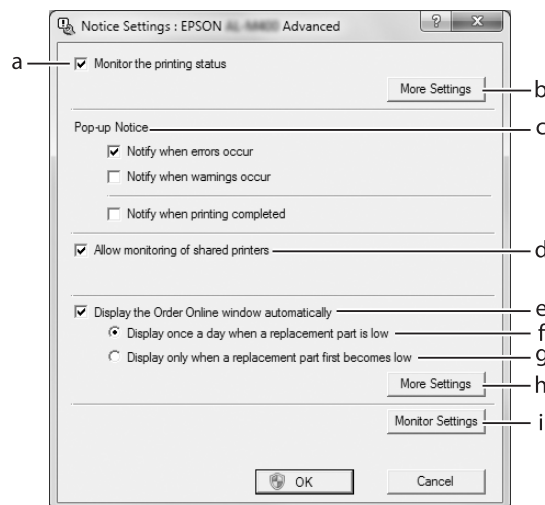 Notice Settings : EPSON Advanced
a
Monitor the printing status
More Settings
b
Pop-up Notice
c
Notify when errors occur
Notify when warnings occur
Notify when printing completed
Allow monitoring of shared printers
d
Display the Order Online window automatically
e
Display once a day when a replacement part is low
f
Display only when a replacement part first becomes low
g
More Settings
h
Monitor Settings
i
OK
Cancel